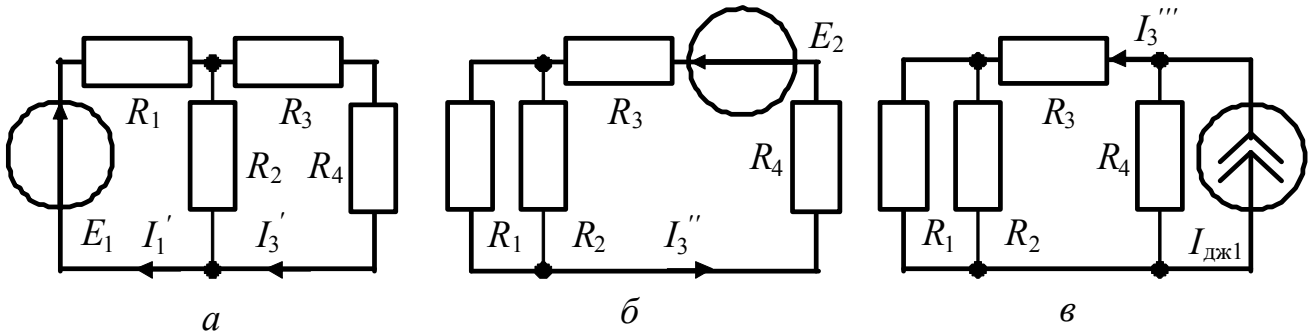 R₁
R₂
R₃
R₄
E₁
I₁′
I₃′
а
E₂
R₃
R₄
R₁
R₂
I₃′′
б
I₃′′′
R₃
R₄
R₁
R₂
Iдж1
в